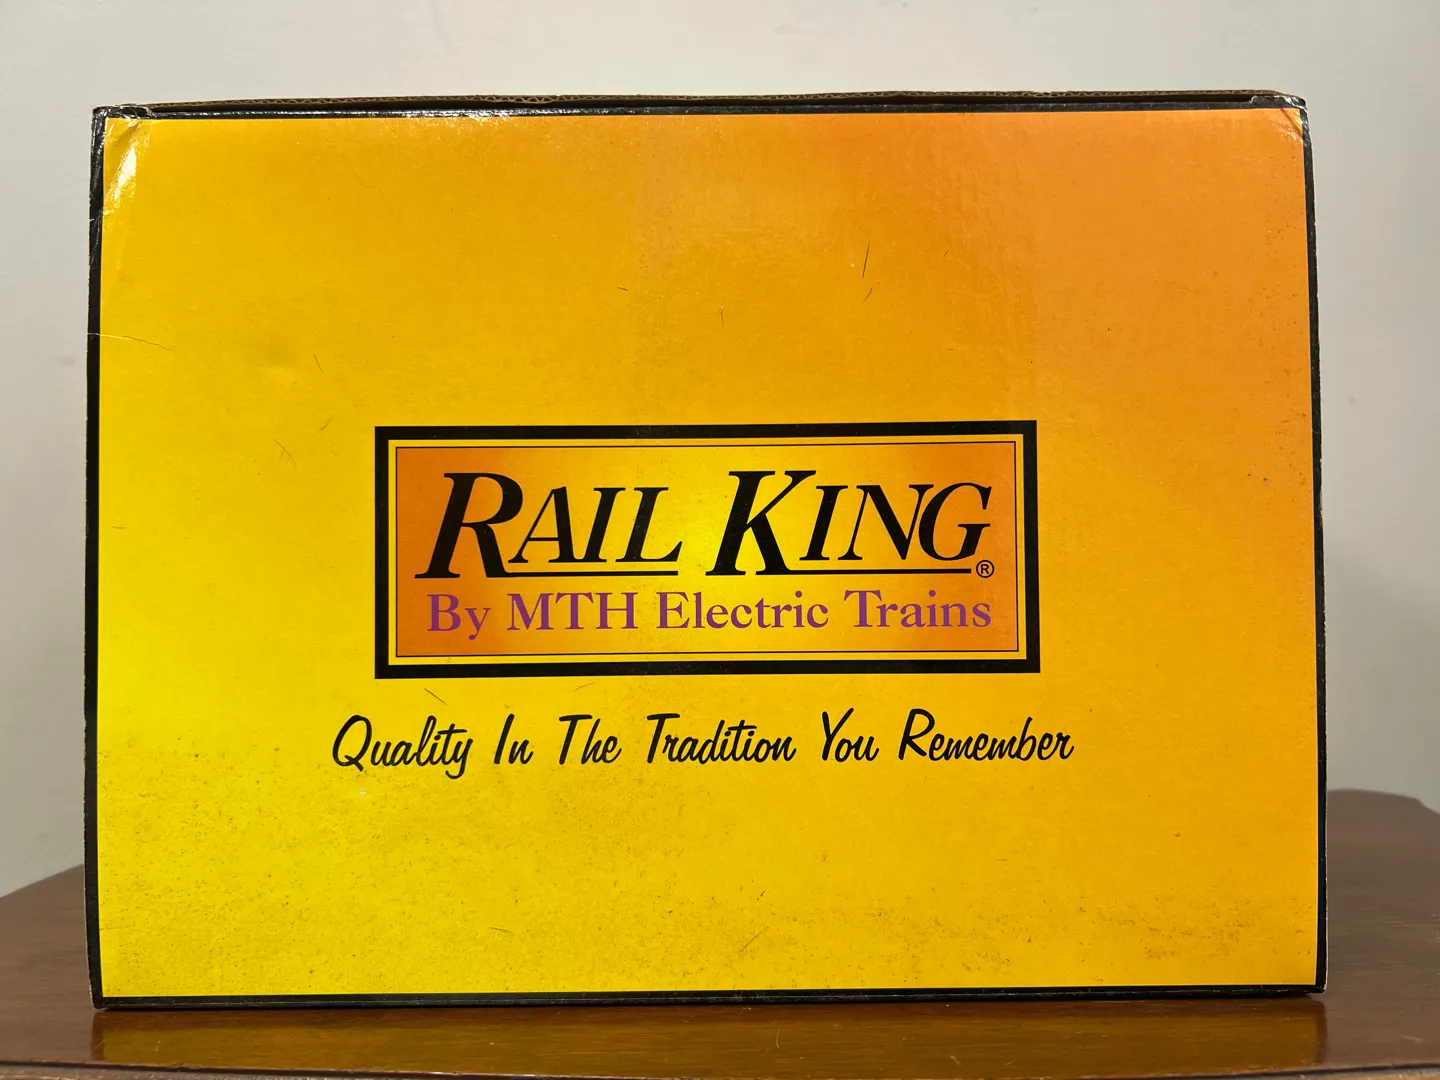 RAIL KING®
By MTH Electric Trains
Quality In The Tradition You Remember